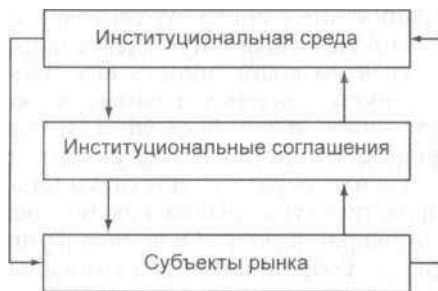 Институциональная среда
Институциональные соглашения
Субъекты рынка